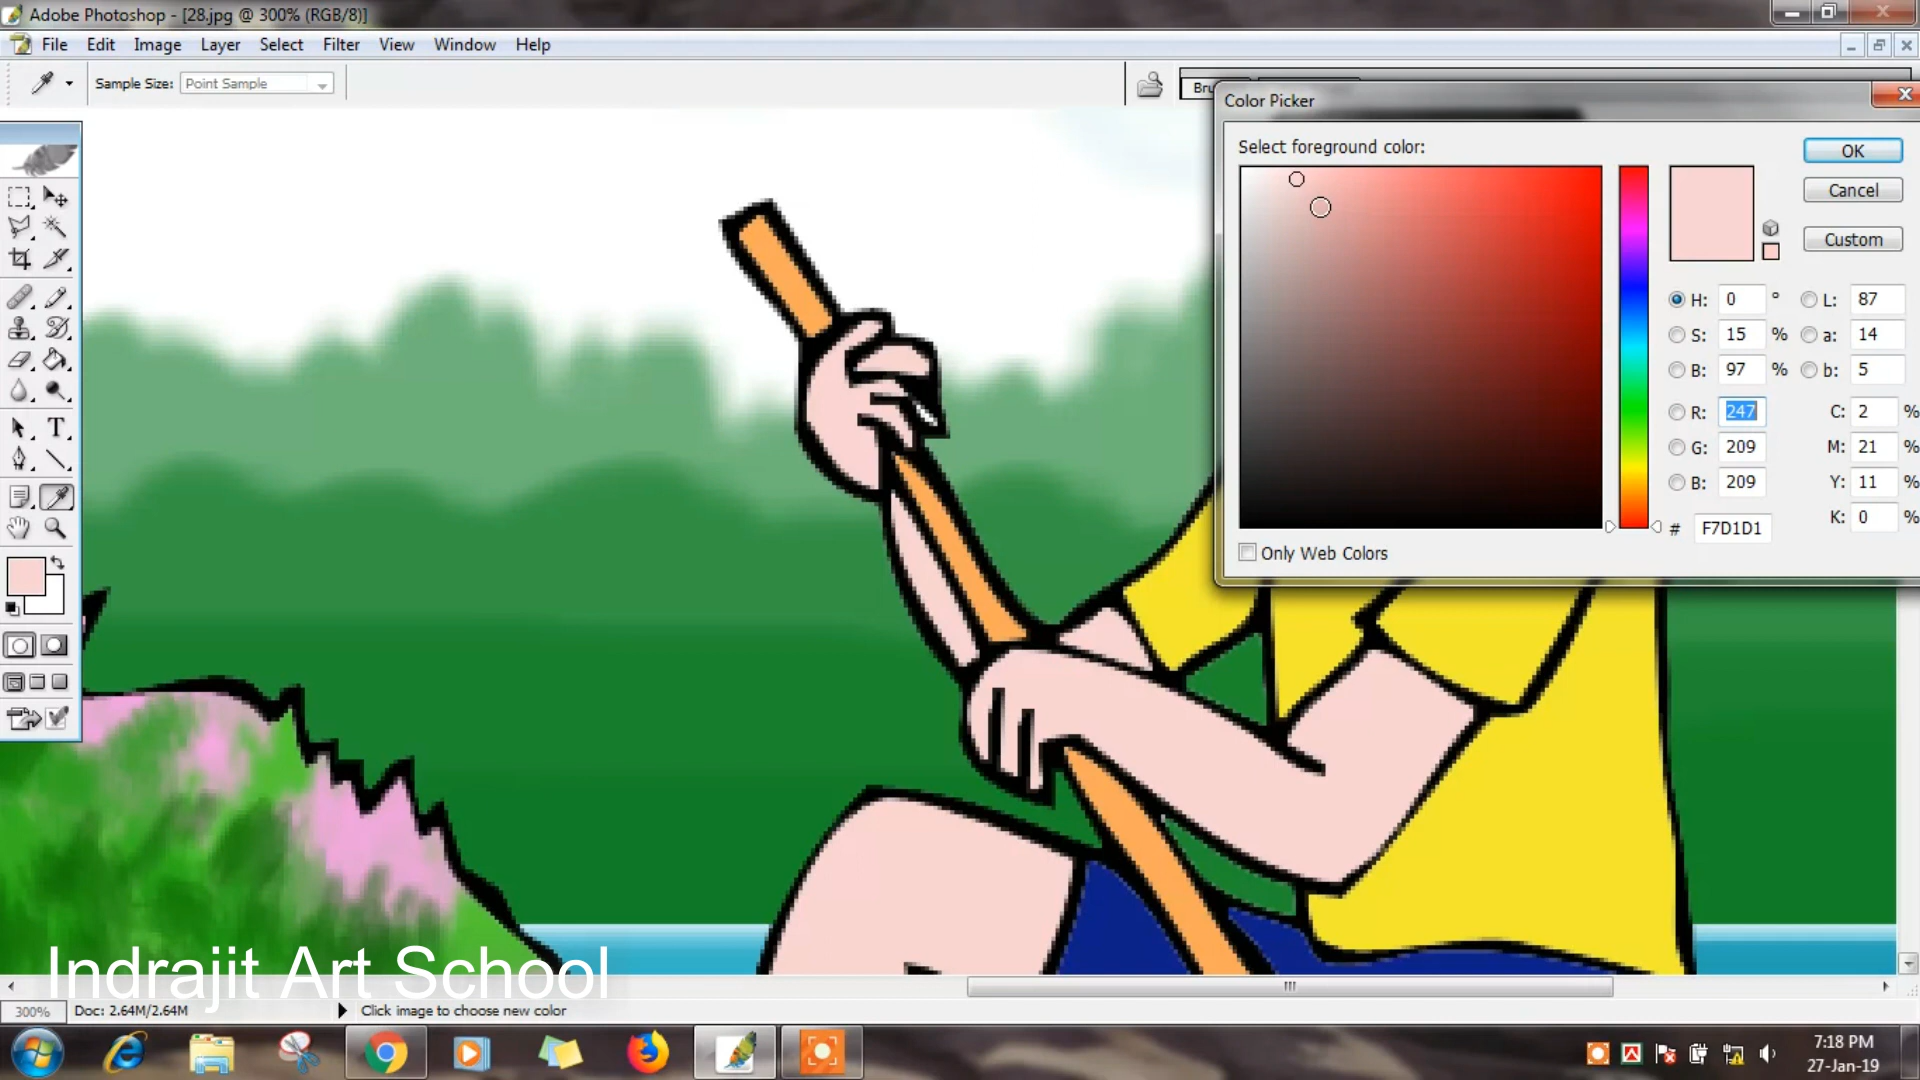 Adobe Photoshop - [28.jpg @ 300% (RGB/8)]
File Edit Image Layer Select Filter View Window Help
Sample Size: Point Sample
Color Picker
Select foreground color:
OK
Cancel
Custom
H: 0 ° L: 87
S: 15 % a: 14
B: 97 % b: 5
R: 247 C: 2 %
G: 209 M: 21 %
B: 209 Y: 11 %
# F7D1D1 K: 0 %
Only Web Colors
Indrajit Art School
300% Doc: 2.64M/2.64M Click image to choose new color
7:18 PM
27-Jan-19